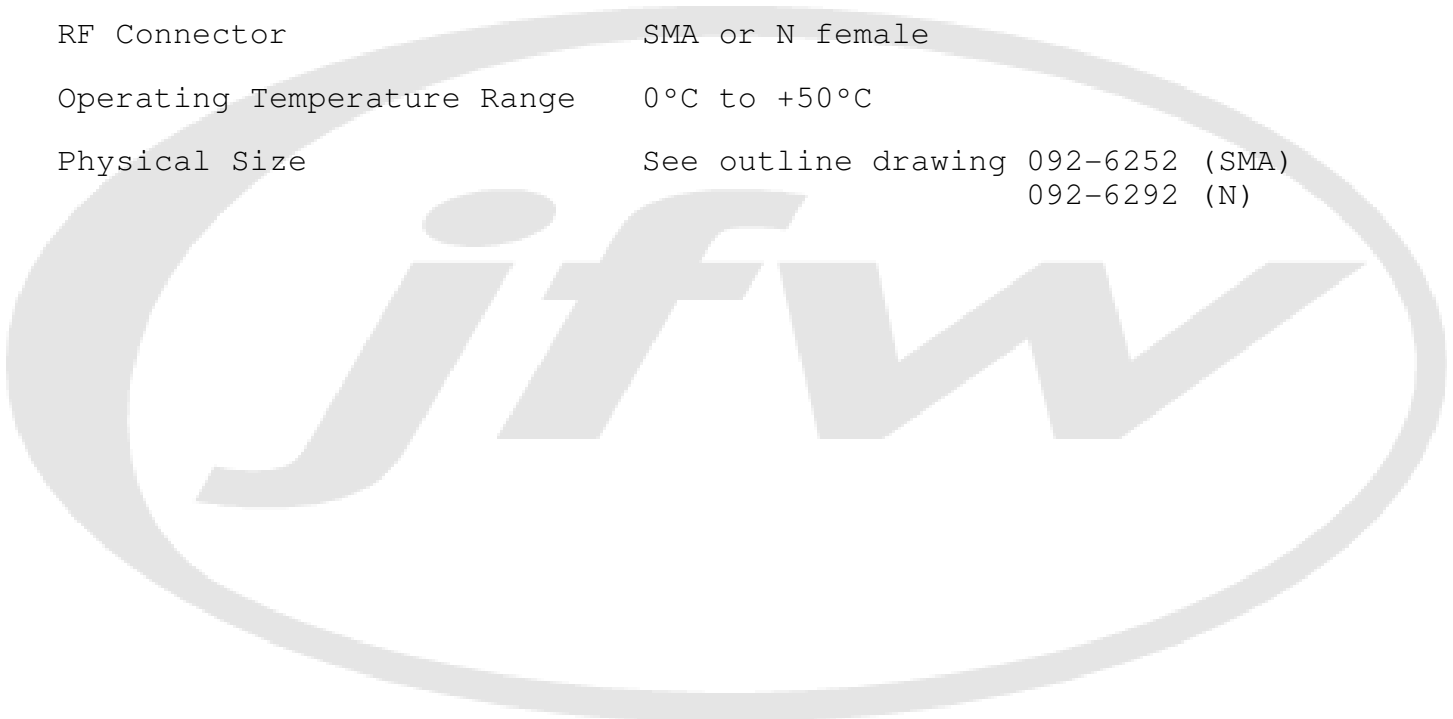 RF Connector SMA or N female
Operating Temperature Range 0°C to +50°C
Physical Size See outline drawing 092-6252 (SMA)
092-6292 (N)
jfw